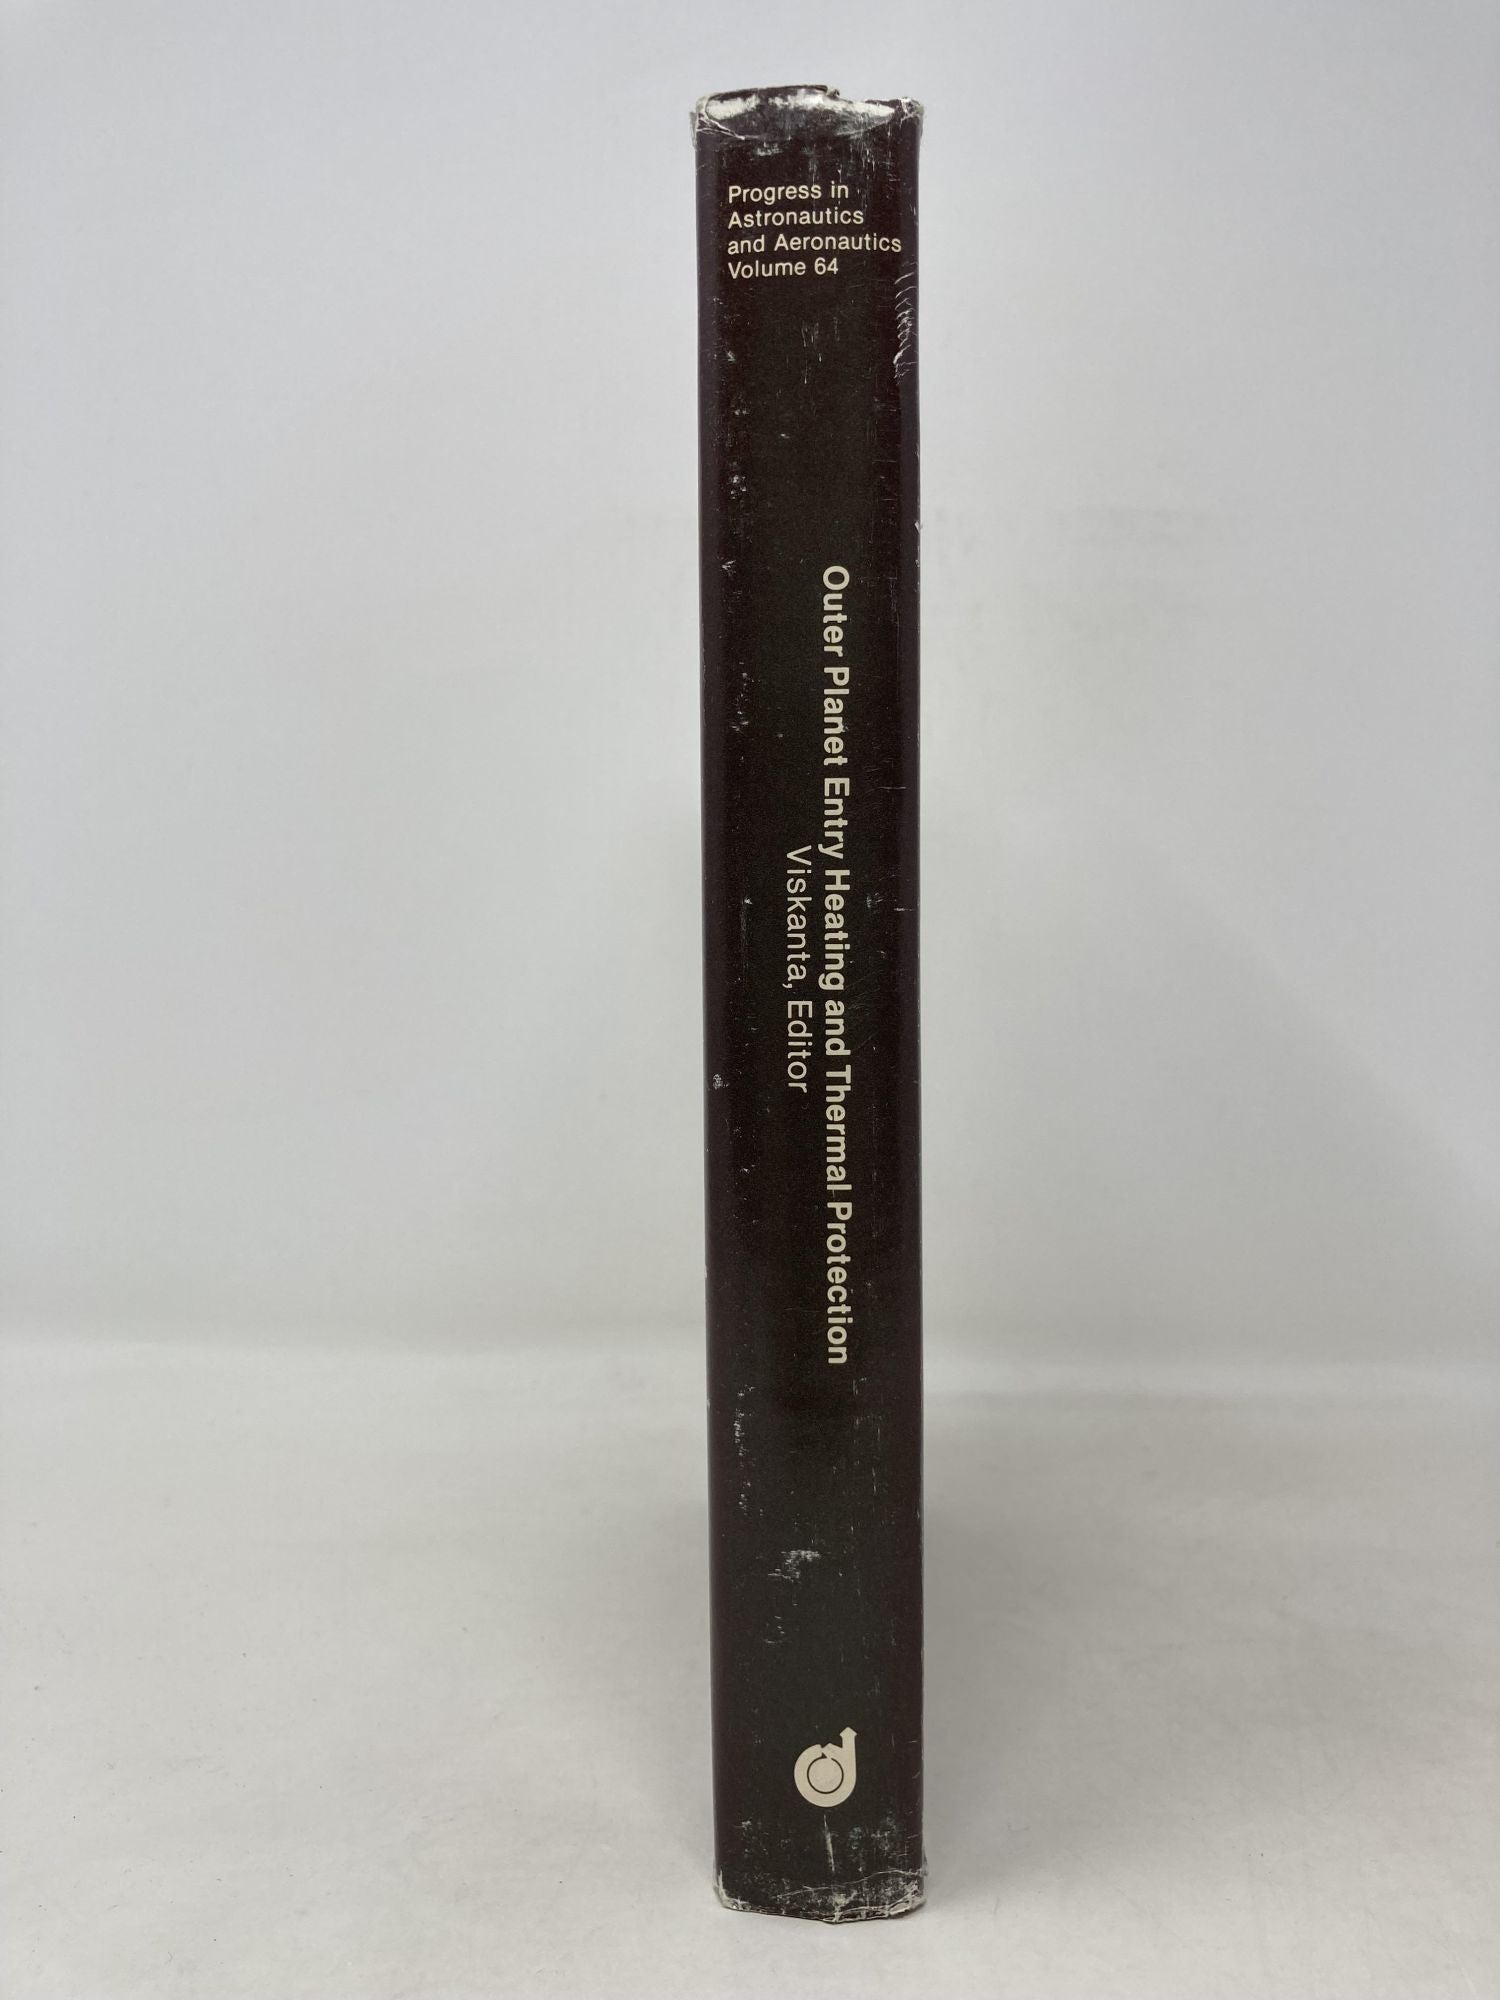 Progress in
Astronautics
and Aeronautics
Volume 64
Outer Planet Entry Heating and Thermal Protection
Viskanta, Editor